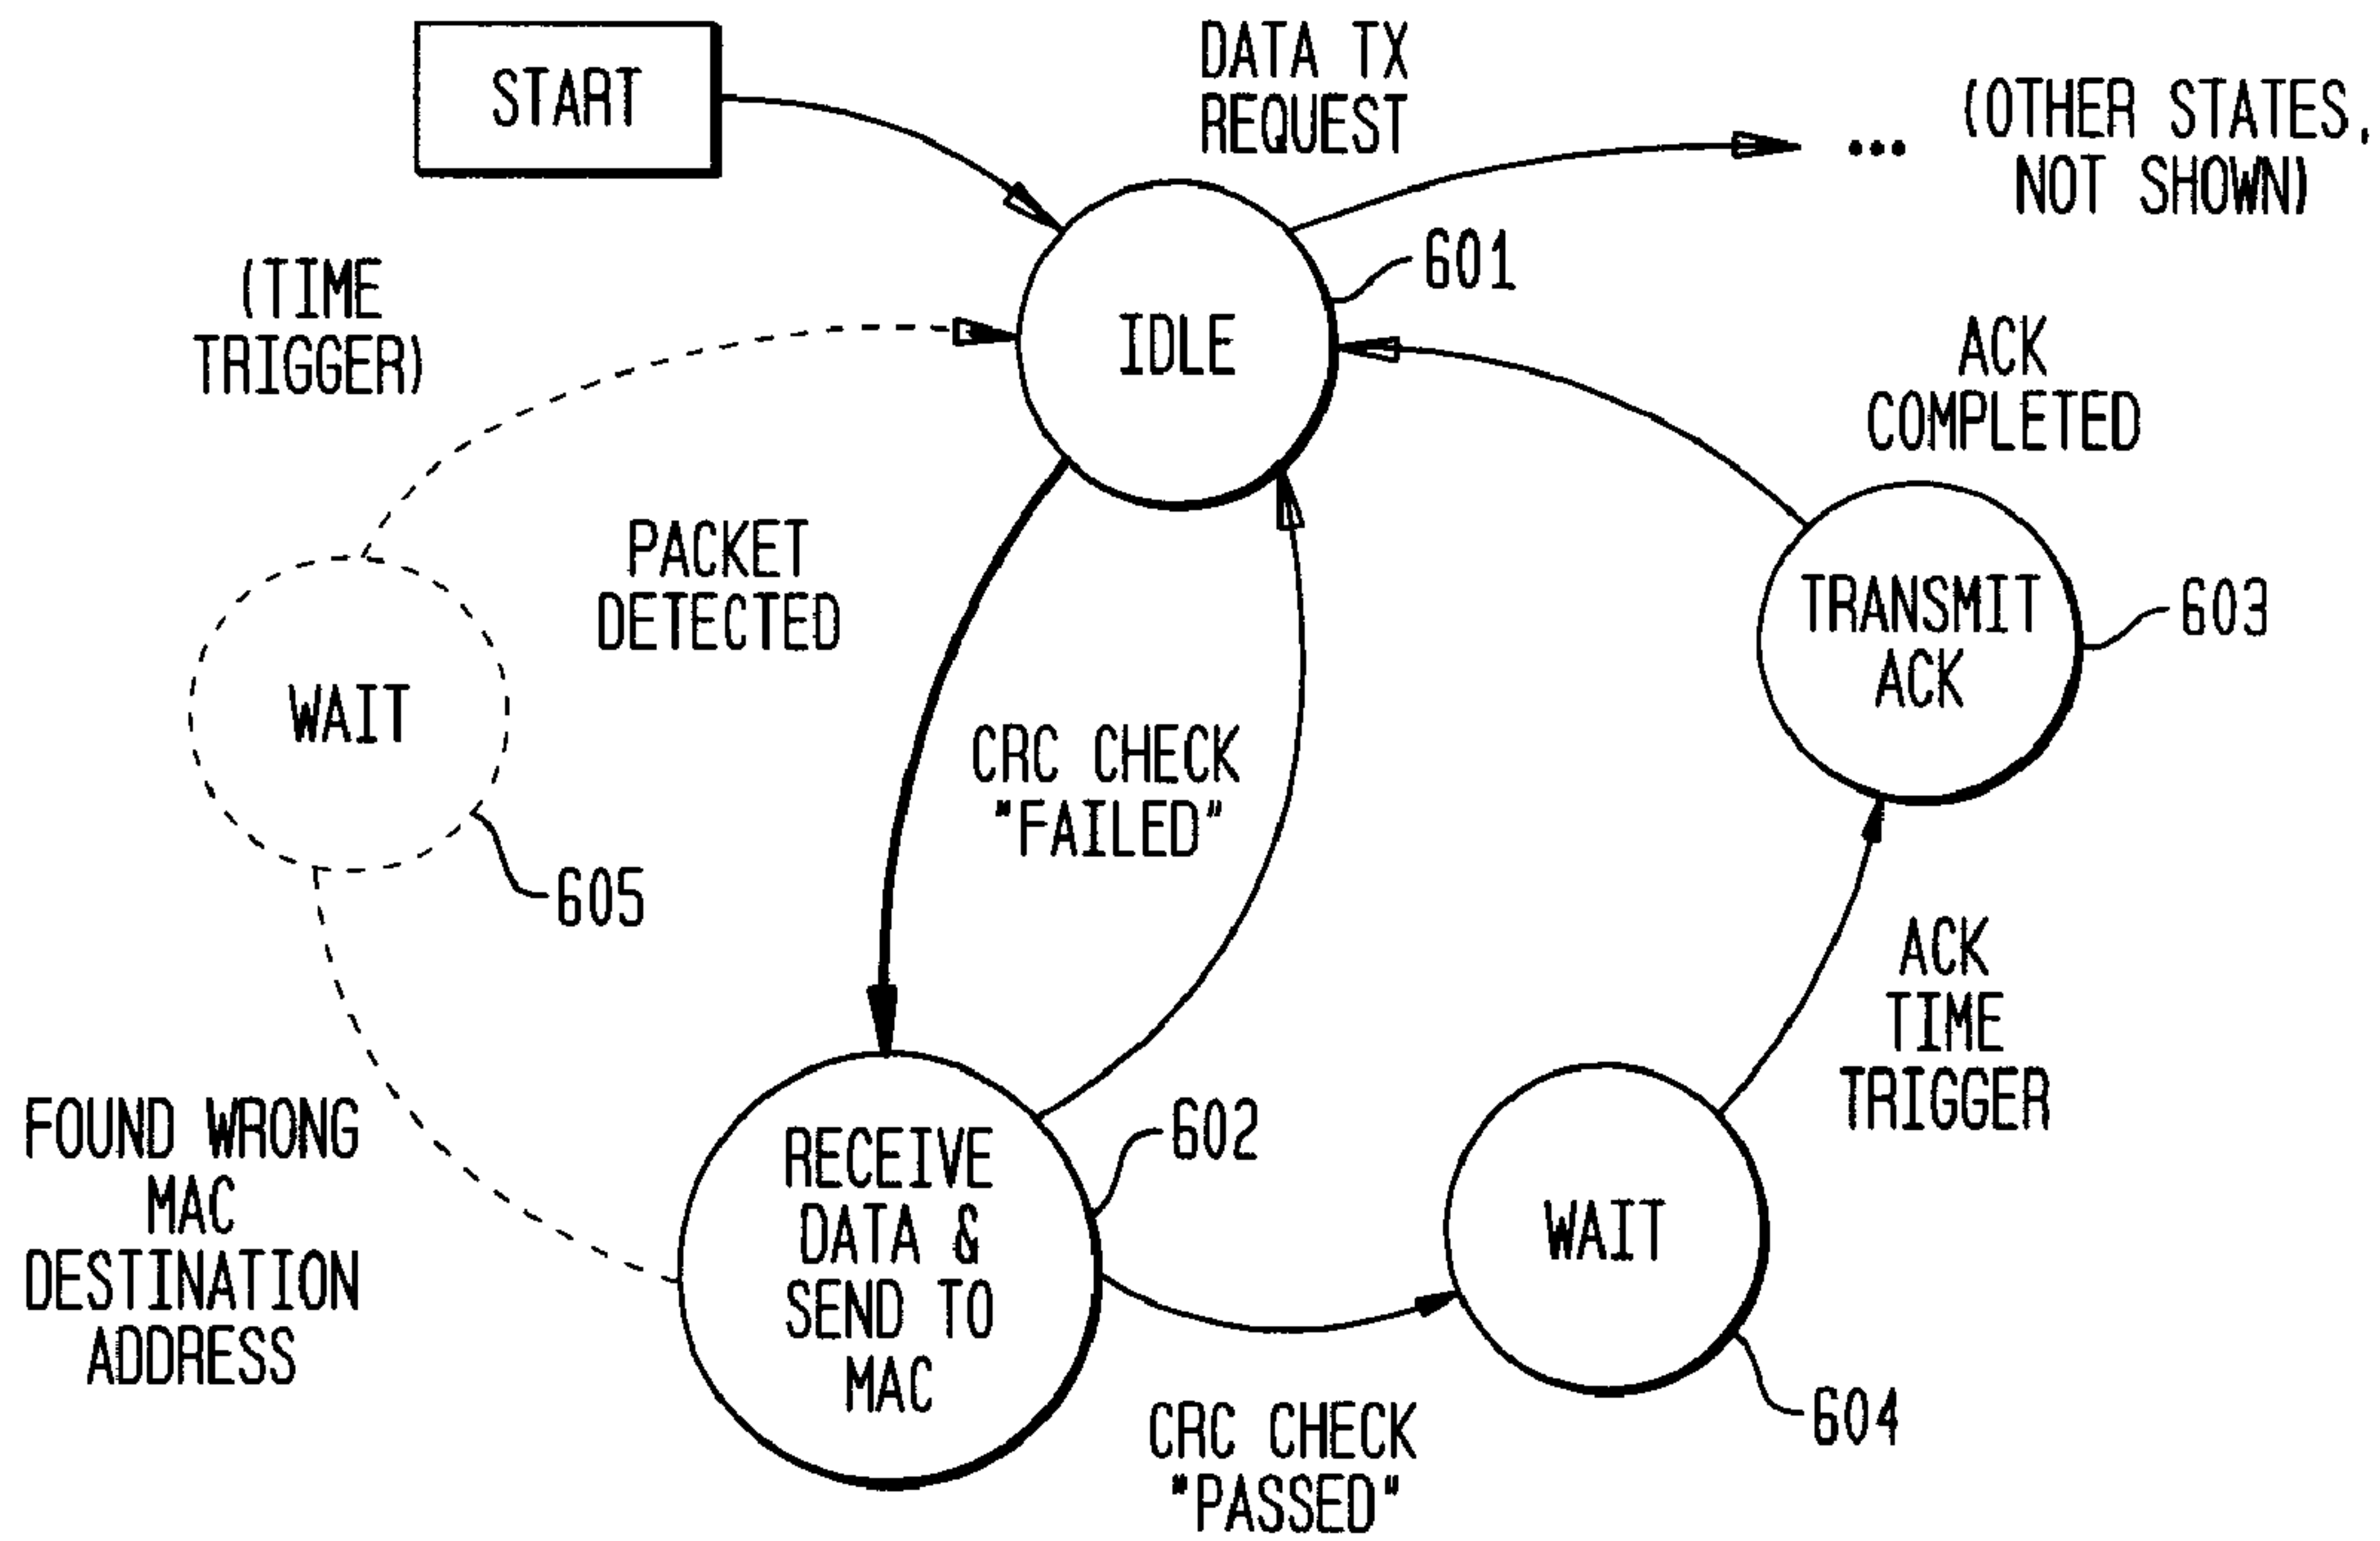 START
DATA TX
REQUEST
(OTHER STATES,
NOT SHOWN)
601
(TIME
TRIGGER)
IDLE
ACK
COMPLETED
PACKET
DETECTED
TRANSMIT
ACK
603
WAIT
605
CRC CHECK
"FAILED"
ACK
TIME
TRIGGER
FOUND WRONG
MAC
DESTINATION
ADDRESS
RECEIVE
DATA &
SEND TO
MAC
602
WAIT
604
CRC CHECK
"PASSED"